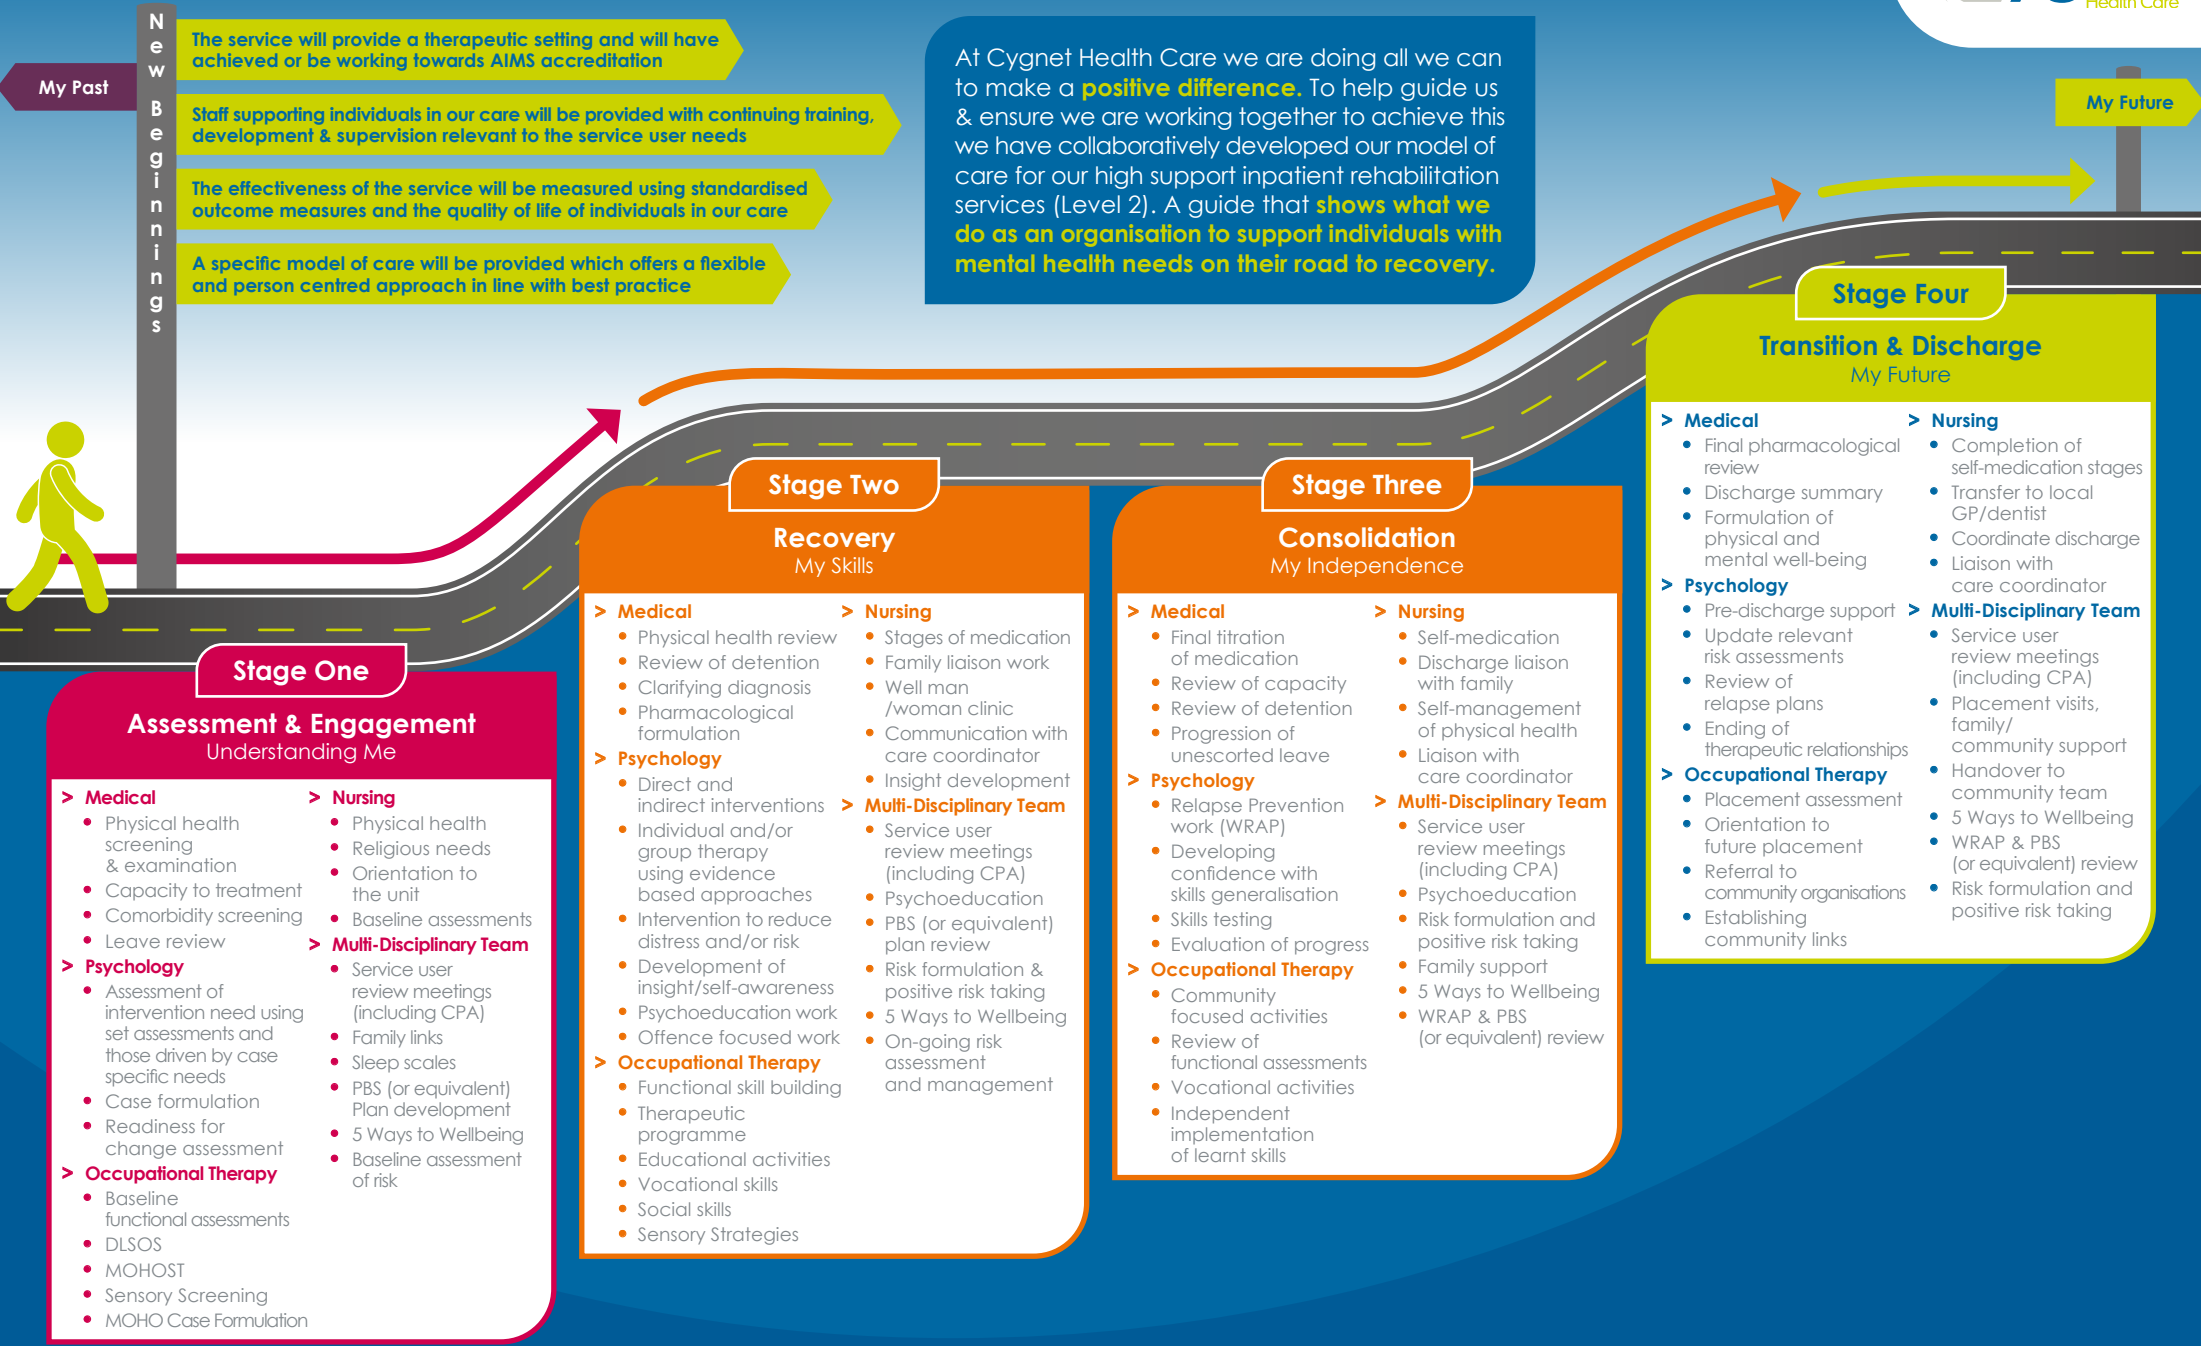 Health Care
My Past
New Beginnings
The service will provide a therapeutic setting and will have
achieved or be working towards AIMS accreditation
Staff supporting individuals in our care will be provided with continuing training,
development & supervision relevant to the service user needs
The effectiveness of the service will be measured using standardised
outcome measures and the quality of life of individuals in our care
A specific model of care will be provided which offers a flexible
and person centred approach in line with best practice
At Cygnet Health Care we are doing all we can
to make a positive difference. To help guide us
& ensure we are working together to achieve this
we have collaboratively developed our model of
care for our high support inpatient rehabilitation
services (Level 2). A guide that shows what we
do as an organisation to support individuals with
mental health needs on their road to recovery.
My Future
Stage One
Assessment & Engagement
Understanding Me
> Medical
• Physical health
screening
& examination
• Capacity to treatment
• Comorbidity screening
• Leave review
> Psychology
• Assessment of
intervention need using
set assessments and
those driven by case
specific needs
• Case formulation
• Readiness for
change assessment
> Occupational Therapy
• Baseline
functional assessments
• DLSOS
• MOHOST
• Sensory Screening
• MOHO Case Formulation
> Nursing
• Physical health
• Religious needs
• Orientation to
the unit
• Baseline assessments
> Multi-Disciplinary Team
• Service user
review meetings
(including CPA)
• Family links
• Sleep scales
• PBS (or equivalent)
Plan development
• 5 Ways to Wellbeing
• Baseline assessment
of risk
Stage Two
Recovery
My Skills
> Medical
• Physical health review
• Review of detention
• Clarifying diagnosis
• Pharmacological
formulation
> Psychology
• Direct and
indirect interventions
• Individual and/or
group therapy
using evidence
based approaches
• Intervention to reduce
distress and/or risk
• Development of
insight/self-awareness
• Psychoeducation work
• Offence focused work
> Occupational Therapy
• Functional skill building
• Therapeutic
programme
• Educational activities
• Vocational skills
• Social skills
• Sensory Strategies
> Nursing
• Stages of medication
• Family liaison work
• Well man
/woman clinic
• Communication with
care coordinator
• Insight development
> Multi-Disciplinary Team
• Service user
review meetings
(including CPA)
• Psychoeducation
• PBS (or equivalent)
plan review
• Risk formulation &
positive risk taking
• 5 Ways to Wellbeing
• On-going risk
assessment
and management
Stage Three
Consolidation
My Independence
> Medical
• Final titration
of medication
• Review of capacity
• Review of detention
• Progression of
unescorted leave
> Psychology
• Relapse Prevention
work (WRAP)
• Developing
confidence with
skills generalisation
• Skills testing
• Evaluation of progress
> Occupational Therapy
• Community
focused activities
• Review of
functional assessments
• Vocational activities
• Independent
implementation
of learnt skills
> Nursing
• Self-medication
• Discharge liaison
with family
• Self-management
of physical health
• Liaison with
care coordinator
> Multi-Disciplinary Team
• Service user
review meetings
(including CPA)
• Psychoeducation
• Risk formulation and
positive risk taking
• Family support
• 5 Ways to Wellbeing
• WRAP & PBS
(or equivalent) review
Stage Four
Transition & Discharge
My Future
> Medical
• Final pharmacological
review
• Discharge summary
• Formulation of
physical and
mental well-being
> Psychology
• Pre-discharge support
• Update relevant
risk assessments
• Review of
relapse plans
• Ending of
therapeutic relationships
> Occupational Therapy
• Placement assessment
• Orientation to
future placement
• Referral to
community organisations
• Establishing
community links
> Nursing
• Completion of
self-medication stages
• Transfer to local
GP/dentist
• Coordinate discharge
• Liaison with
care coordinator
> Multi-Disciplinary Team
• Service user
review meetings
(including CPA)
• Placement visits,
family/
community support
• Handover to
community team
• 5 Ways to Wellbeing
• WRAP & PBS
(or equivalent) review
• Risk formulation and
positive risk taking